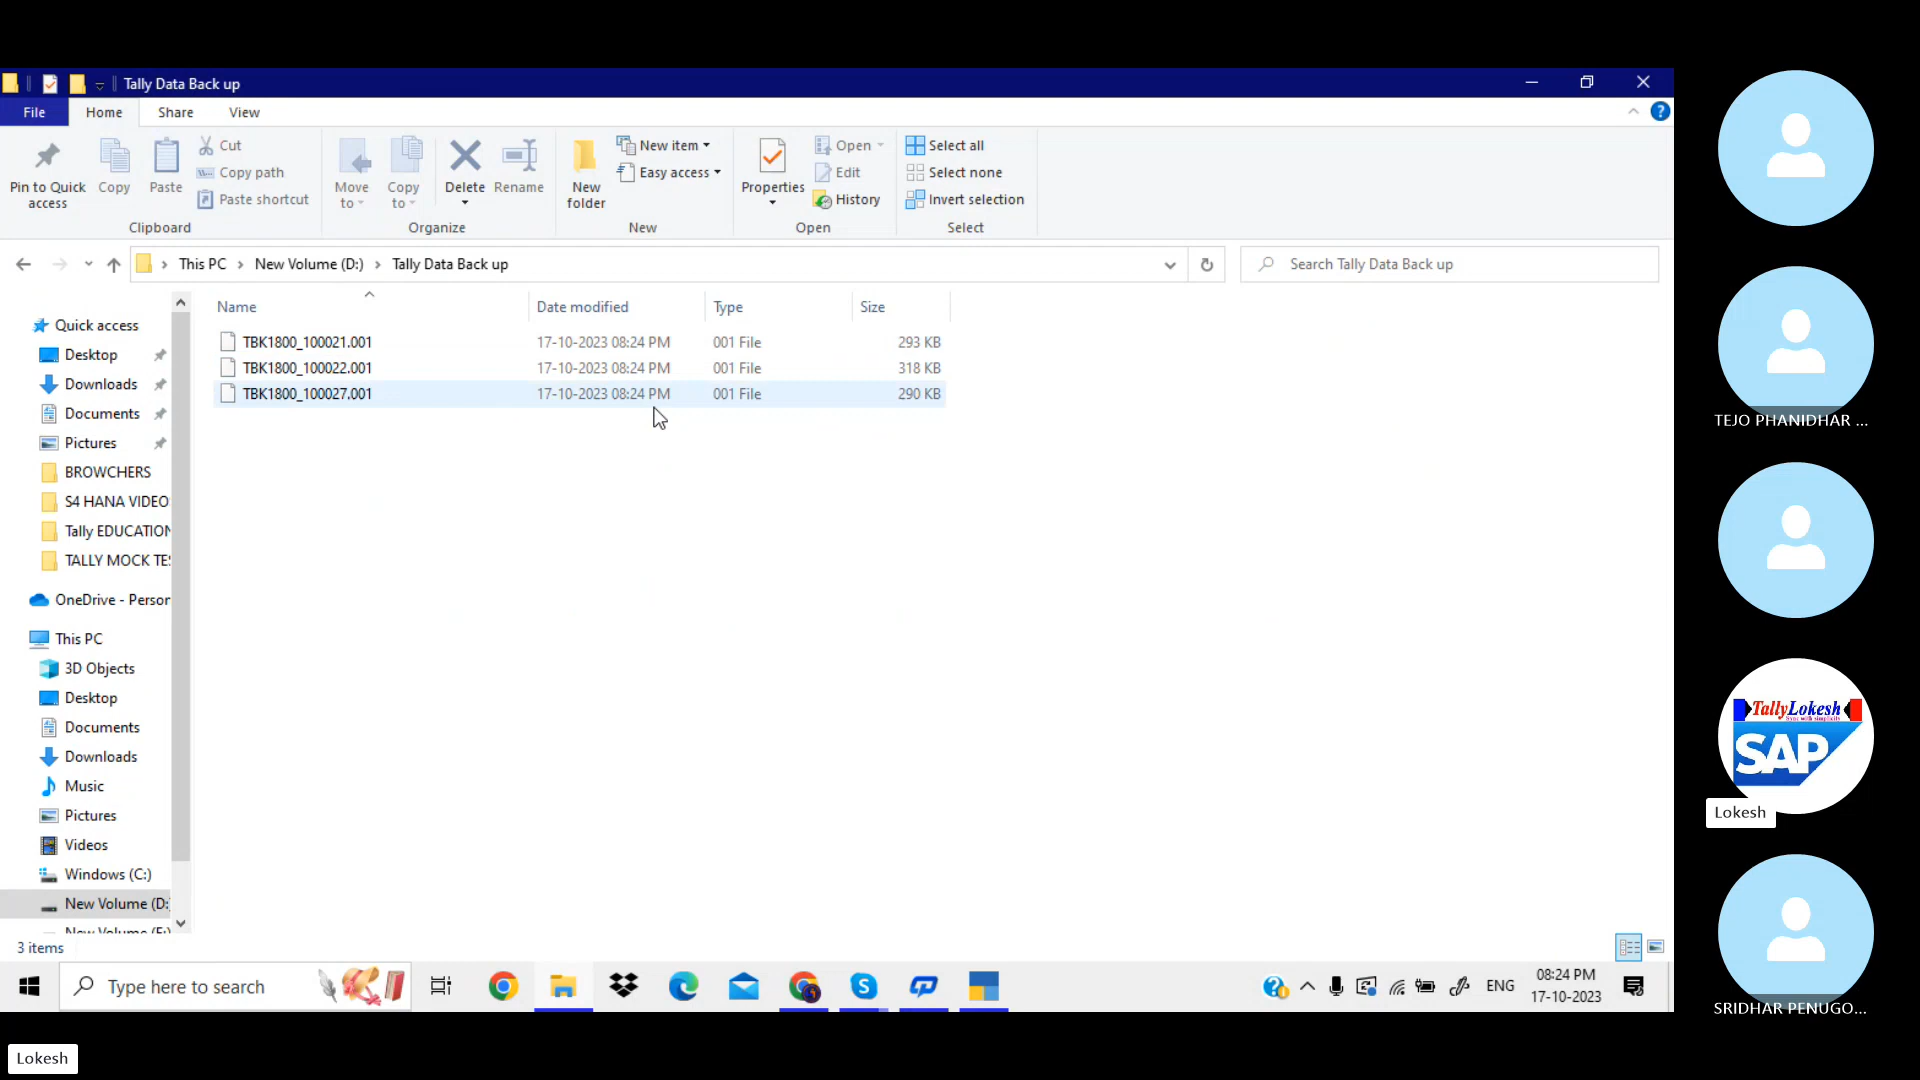 Tally Data Back up
File Home Share View
Pin to Quick access
Copy
Paste
Cut
Copy path
Paste shortcut
Clipboard
Move to
Copy to
Delete
Rename
Organize
New folder
New item
Easy access
New
Properties
Open
Edit
History
Open
Select all
Select none
Invert selection
Select
This PC > New Volume (D:) > Tally Data Back up
Search Tally Data Back up
Name Date modified Type Size
TBK1800_100021.001 17-10-2023 08:24 PM 001 File 293 KB
TBK1800_100022.001 17-10-2023 08:24 PM 001 File 318 KB
TBK1800_100027.001 17-10-2023 08:24 PM 001 File 290 KB
Quick access
Desktop
Downloads
Documents
Pictures
BROWCHERS
S4 HANA VIDEO
Tally EDUCATION
TALLY MOCK TE
OneDrive - Person
This PC
3D Objects
Desktop
Documents
Downloads
Music
Pictures
Videos
Windows (C:)
New Volume (D:
3 items
Type here to search
ENG
08:24 PM
17-10-2023
TEJO PHANIDHAR ...
TallyLokesh
SAP
Lokesh
SRIDHAR PENUGO...
Lokesh